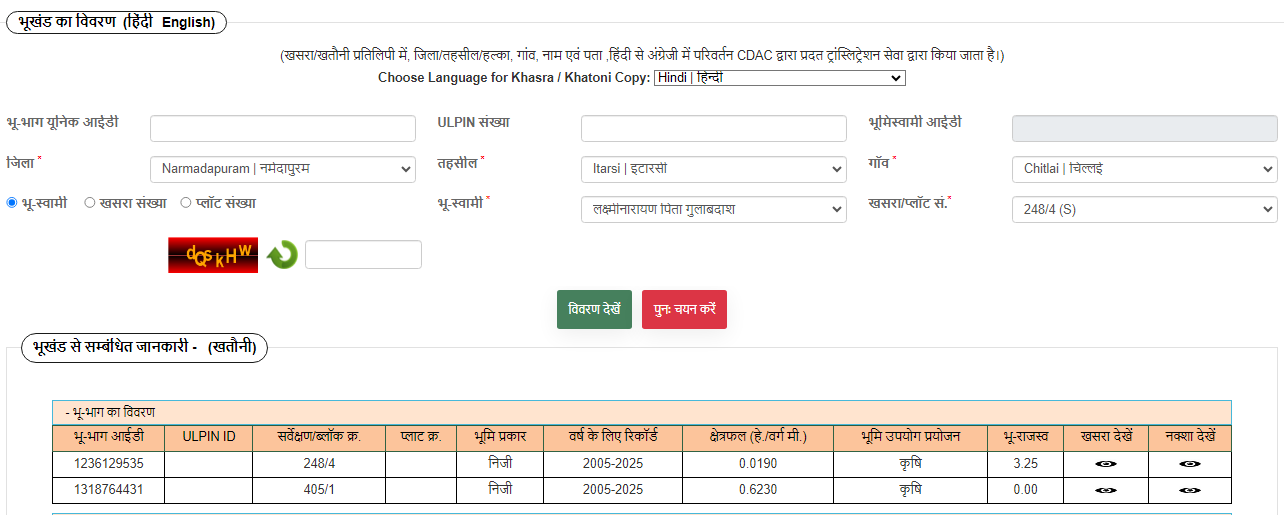 भूखंड का विवरण (हिंदी English)
(खसरा/खतौनी प्रतिलिपी में, जिला/तहसील/हल्का, गांव, नाम एवं पता ,हिंदी से अंग्रेजी में परिवर्तन CDAC द्वारा प्रदत ट्रांस्लिट्रेशन सेवा द्वारा किया जाता है।)
Choose Language for Khasra / Khatoni Copy: Hindi | हिन्दी
भू-भाग यूनिक आईडी ULPIN संख्या भूमिस्वामी आईडी
जिला * Narmadapuram | नर्मदापुरम तहसील * Itarsi | इटारसी गाँव * Chitlai | चिल्लई
भू-स्वामी खसरा संख्या प्लॉट संख्या भू-स्वामी * लक्ष्मीनारायण पिता गुलाबदाश खसरा/प्लॉट सं.* 248/4 (S)
dQskHW
विवरण देखें पुनः चयन करें
भूखंड से सम्बंधित जानकारी - (खतौनी)
- भू-भाग का विवरण
भू-भाग आईडी ULPIN ID सर्वेक्षण/ब्लॉक क्र. प्लाट क्र. भूमि प्रकार वर्ष के लिए रिकॉर्ड क्षेत्रफल (हे./वर्ग मी.) भूमि उपयोग प्रयोजन भू-राजस्व खसरा देखें नक्शा देखें
1236129535 248/4 निजी 2005-2025 0.0190 कृषि 3.25
1318764431 405/1 निजी 2005-2025 0.6230 कृषि 0.00